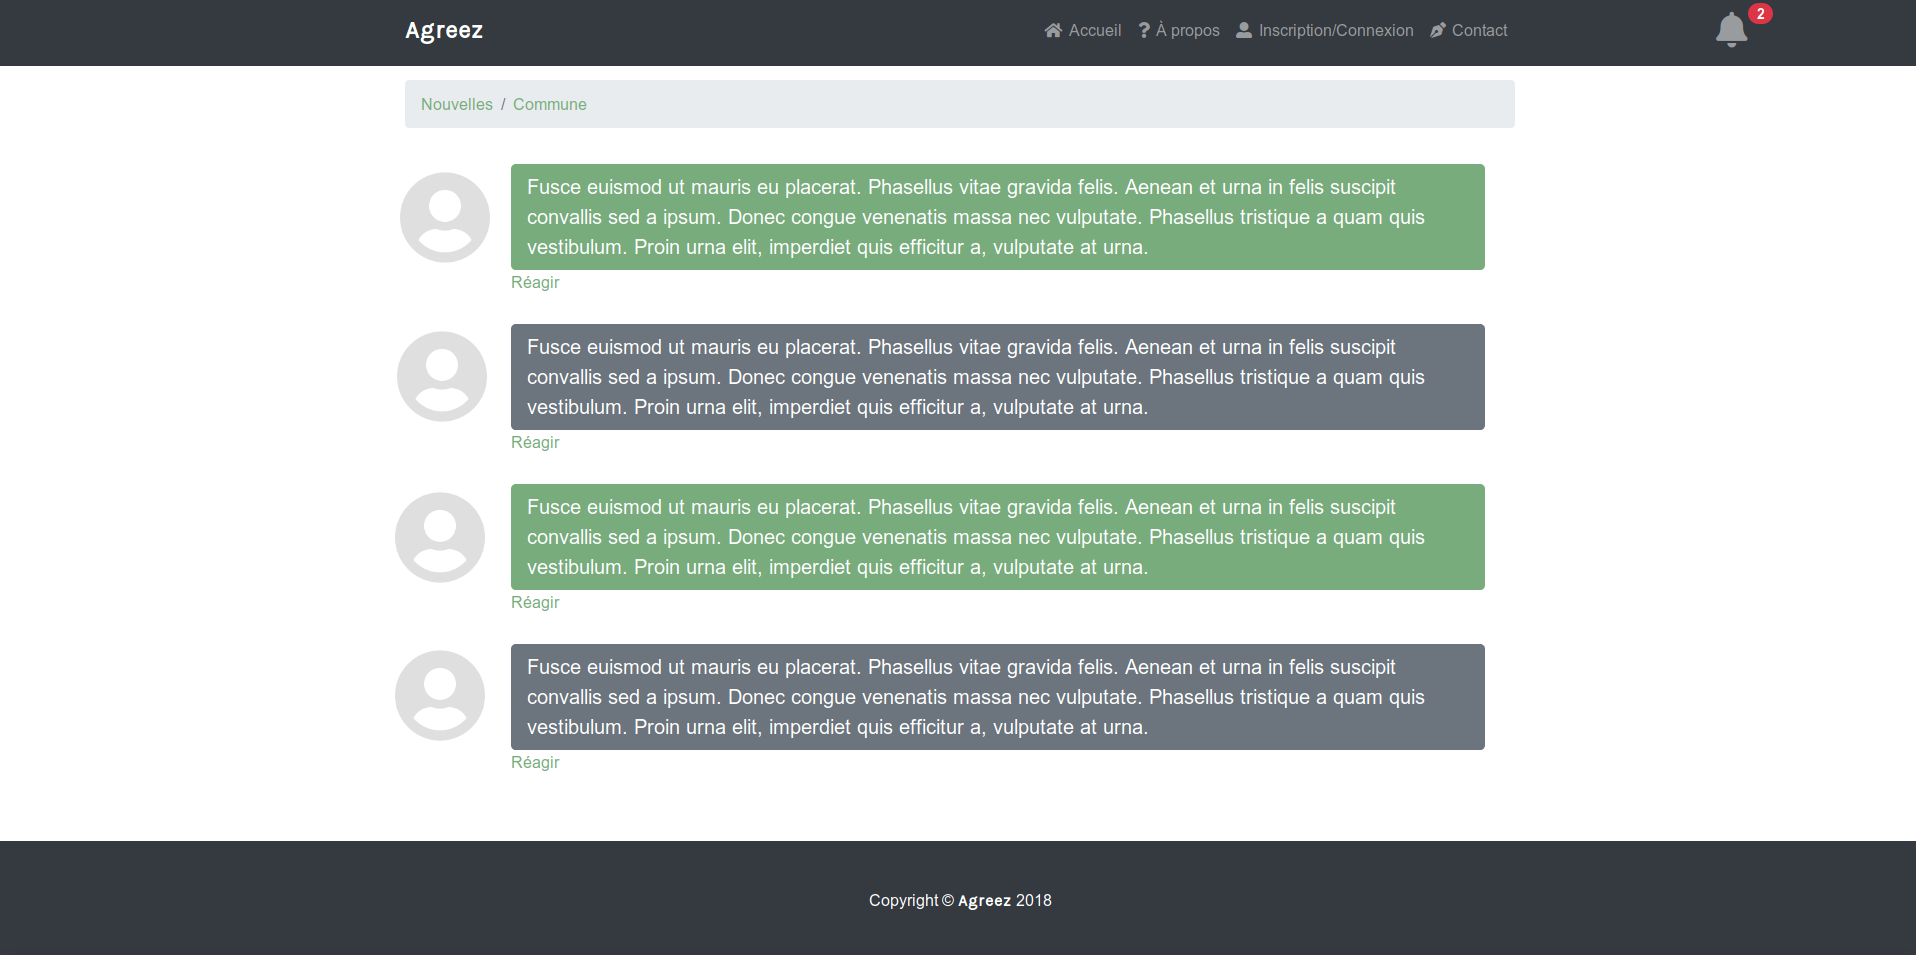 Agreez
Accueil
À propos
Inscription/Connexion
Contact
2
Nouvelles / Commune
Fusce euismod ut mauris eu placerat. Phasellus vitae gravida felis. Aenean et urna in felis suscipit
convallis sed a ipsum. Donec congue venenatis massa nec vulputate. Phasellus tristique a quam quis
vestibulum. Proin urna elit, imperdiet quis efficitur a, vulputate at urna.
Réagir
Fusce euismod ut mauris eu placerat. Phasellus vitae gravida felis. Aenean et urna in felis suscipit
convallis sed a ipsum. Donec congue venenatis massa nec vulputate. Phasellus tristique a quam quis
vestibulum. Proin urna elit, imperdiet quis efficitur a, vulputate at urna.
Réagir
Fusce euismod ut mauris eu placerat. Phasellus vitae gravida felis. Aenean et urna in felis suscipit
convallis sed a ipsum. Donec congue venenatis massa nec vulputate. Phasellus tristique a quam quis
vestibulum. Proin urna elit, imperdiet quis efficitur a, vulputate at urna.
Réagir
Fusce euismod ut mauris eu placerat. Phasellus vitae gravida felis. Aenean et urna in felis suscipit
convallis sed a ipsum. Donec congue venenatis massa nec vulputate. Phasellus tristique a quam quis
vestibulum. Proin urna elit, imperdiet quis efficitur a, vulputate at urna.
Réagir
Copyright © Agreez 2018